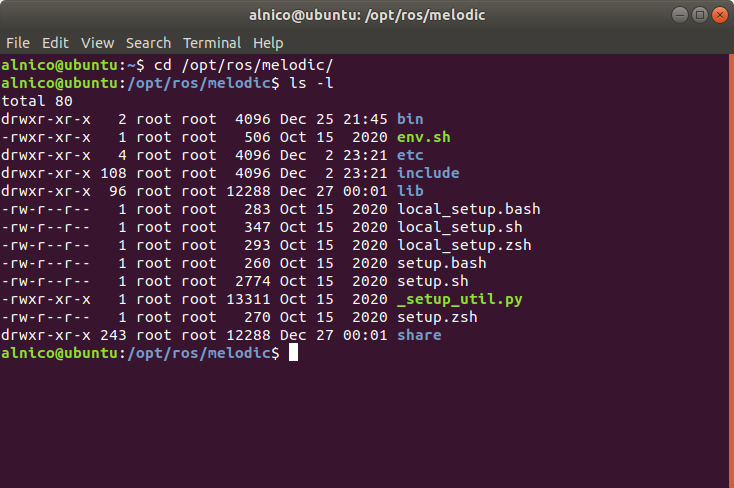 alnico@ubuntu: /opt/ros/melodic
File Edit View Search Terminal Help
alnico@ubuntu:~$ cd /opt/ros/melodic/
alnico@ubuntu:/opt/ros/melodic$ ls -l
total 80
drwxr-xr-x   2 root root  4096 Dec 25 21:45 bin
-rwxr-xr-x   1 root root   506 Oct 15  2020 env.sh
drwxr-xr-x   4 root root  4096 Dec  2 23:21 etc
drwxr-xr-x 108 root root  4096 Dec  2 23:21 include
drwxr-xr-x  96 root root 12288 Dec 27 00:01 lib
-rw-r--r--   1 root root   283 Oct 15  2020 local_setup.bash
-rw-r--r--   1 root root   347 Oct 15  2020 local_setup.sh
-rw-r--r--   1 root root   293 Oct 15  2020 local_setup.zsh
-rw-r--r--   1 root root   260 Oct 15  2020 setup.bash
-rw-r--r--   1 root root  2774 Oct 15  2020 setup.sh
-rwxr-xr-x   1 root root 13311 Oct 15  2020 _setup_util.py
-rw-r--r--   1 root root   270 Oct 15  2020 setup.zsh
drwxr-xr-x 243 root root 12288 Dec 27 00:01 share
alnico@ubuntu:/opt/ros/melodic$